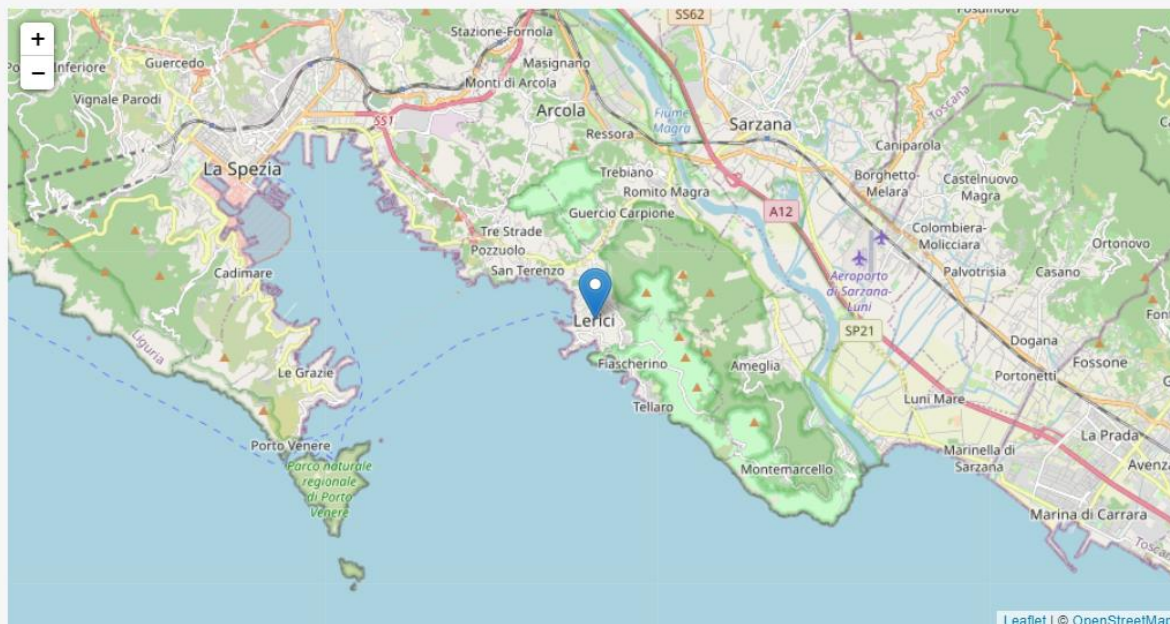 +
−
Stazione-Fornola
SS62
Masignano
Guercedo
Inferiore
Monti di Arcola
Vignale Parodi
Arcola
SS1
Fiume
Magra
Sarzana
Toscana
Ressora
Caniparola
La Spezia
Trebiano
Borghetto-
Melara
Castelnuovo
Magra
Romito Magra
Guercio Carpione
A12
Tre Strade
Colombiera-
Molicciara
Pozzuolo
Ortonovo
San Terenzo
Cadimare
Aeroporto
di Sarzana-
Luni
Palvotrisia
Casano
Lerici
SP21
Liguria
Dogana
Fossone
Le Grazie
Fiascherino
Ameglia
Portonetti
Luni Mare
Tellaro
La Prada
Porto Venere
Marinella di
Sarzana
Avenza
Parco naturale
regionale
di Porto
Venere
Montemarcello
Marina di Carrara
Leaflet | © OpenStreetMap